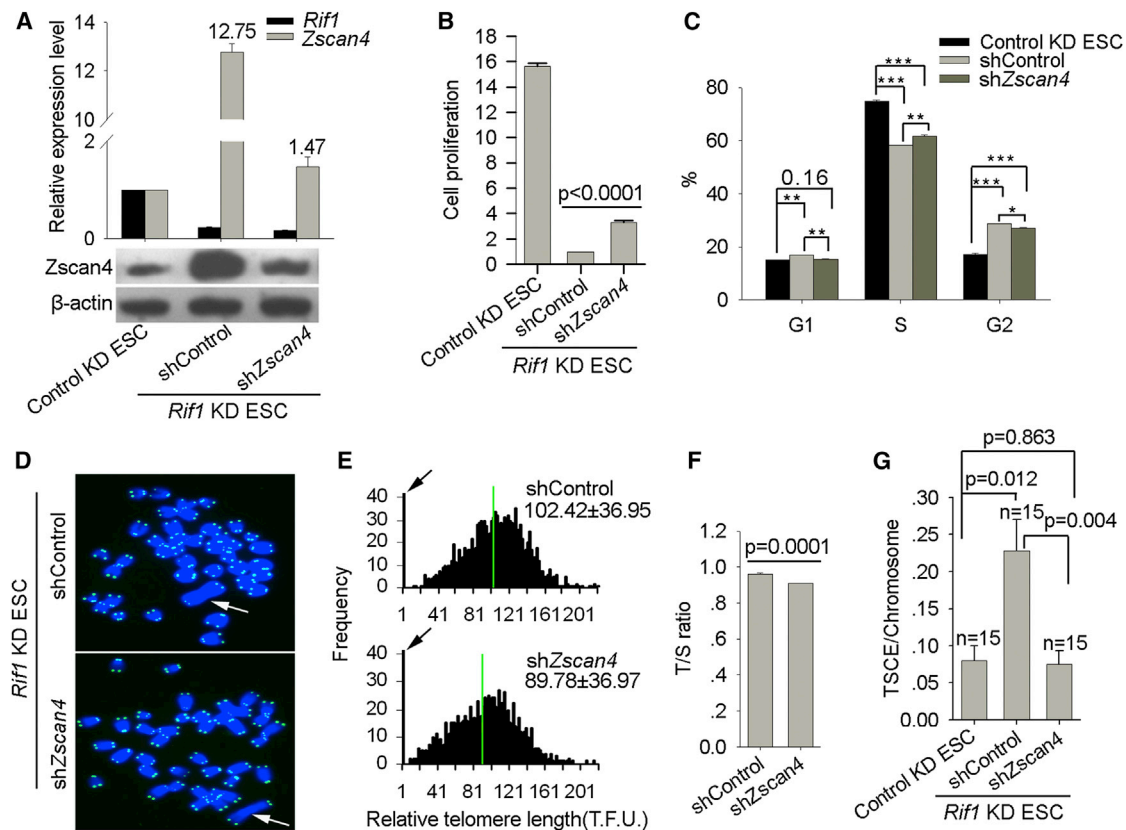 A
Relative expression level
14
12
10
2
1
0
12.75
1.47
Rif1
Zscan4
Zscan4
β-actin
Control KD ESC
shControl
shZscan4
Rif1 KD ESC
B
Cell proliferation
16
14
12
10
8
6
4
2
0
p<0.0001
Control KD ESC
shControl
shZscan4
Rif1 KD ESC
C
Control KD ESC
shControl
shZscan4
%
80
60
40
20
0
0.16
**
**
***
***
**
***
***
*
G1 S G2
D
Rif1 KD ESC
shControl
shZscan4
E
Frequency
40
30
20
10
0
shControl
102.42±36.95
1 41 81 121 161 201
40
30
20
10
0
shZscan4
89.78±36.97
1 41 81 121 161 201
Relative telomere length(T.F.U.)
F
T/S ratio
1.2
1.0
.8
.6
.4
.2
0.0
p=0.0001
shControl
shZscan4
G
TSCE/Chromosome
.30
.25
.20
.15
.10
.05
.00
p=0.863
p=0.012
p=0.004
n=15
n=15
n=15
Control KD ESC
shControl
shZscan4
Rif1 KD ESC